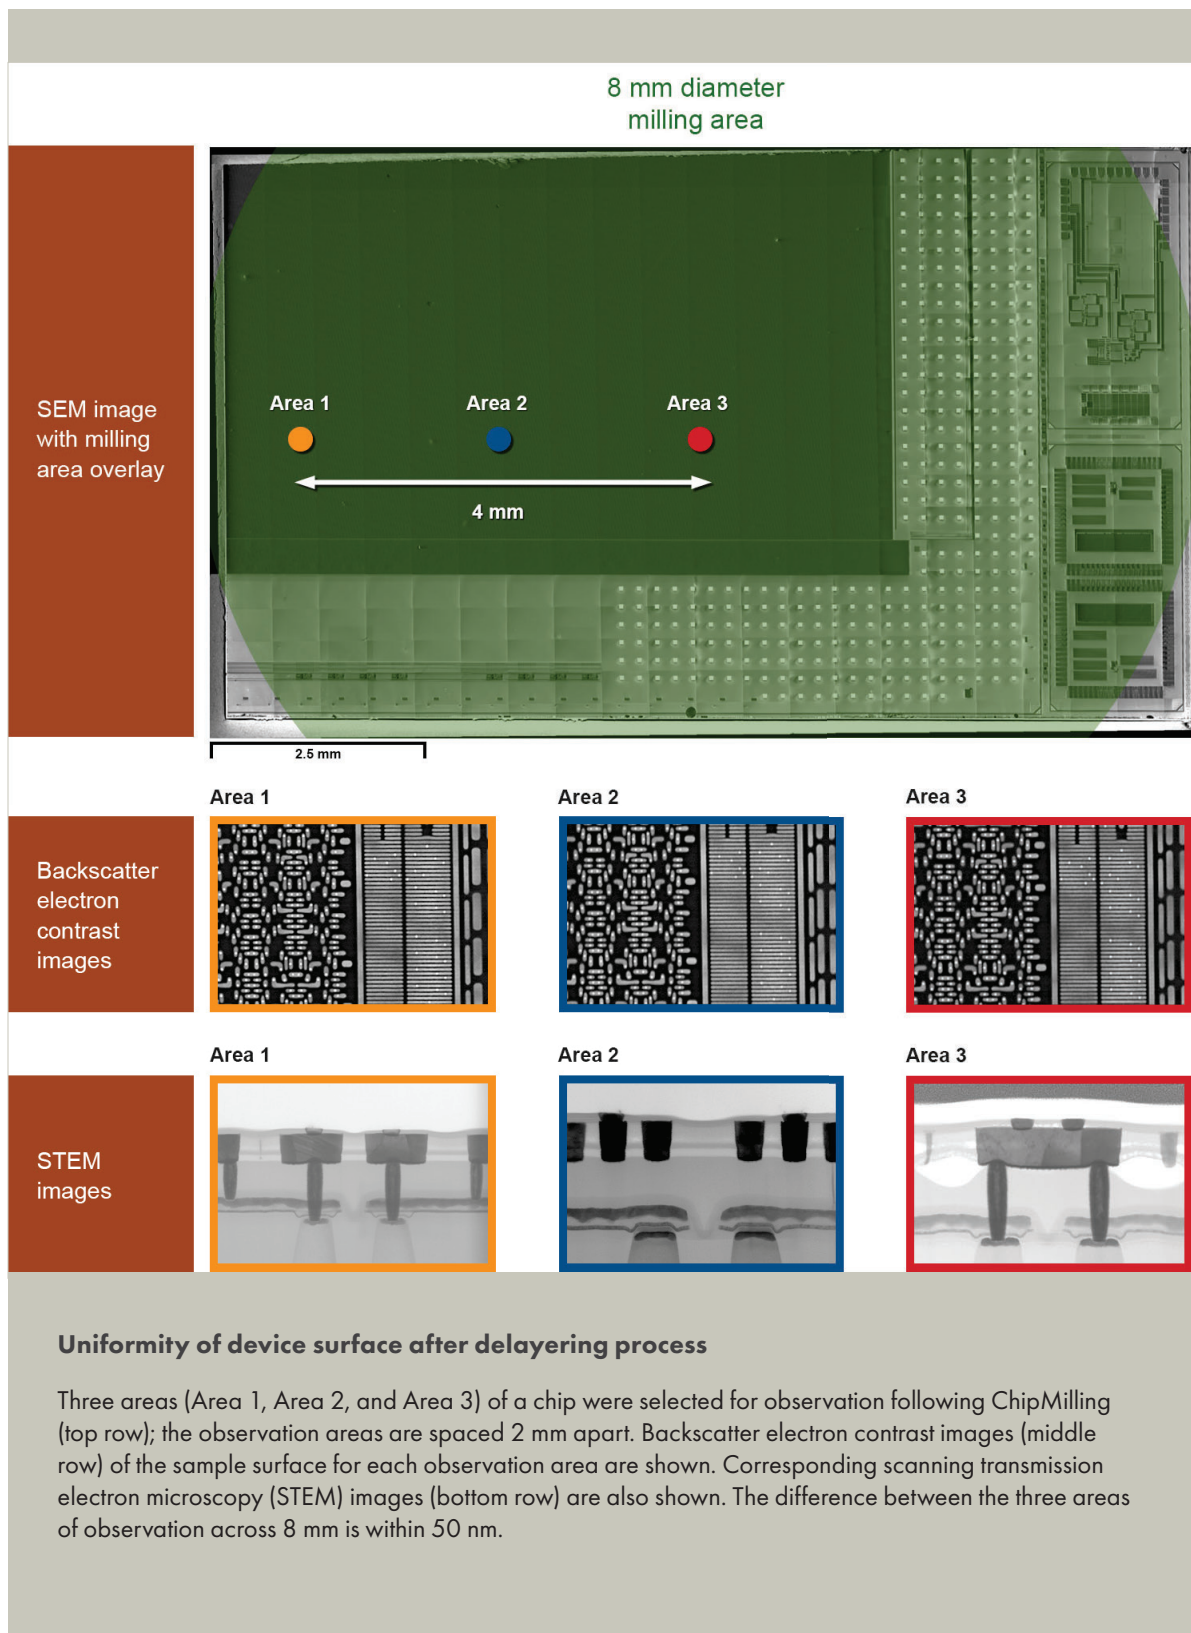 8 mm diameter
milling area
SEM image
with milling
area overlay
Area 1
Area 2
Area 3
4 mm
2.5 mm
Area 1
Area 2
Area 3
Backscatter
electron
contrast
images
Area 1
Area 2
Area 3
STEM
images
Uniformity of device surface after delayering process
Three areas (Area 1, Area 2, and Area 3) of a chip were selected for observation following ChipMilling
(top row); the observation areas are spaced 2 mm apart. Backscatter electron contrast images (middle
row) of the sample surface for each observation area are shown. Corresponding scanning transmission
electron microscopy (STEM) images (bottom row) are also shown. The difference between the three areas
of observation across 8 mm is within 50 nm.